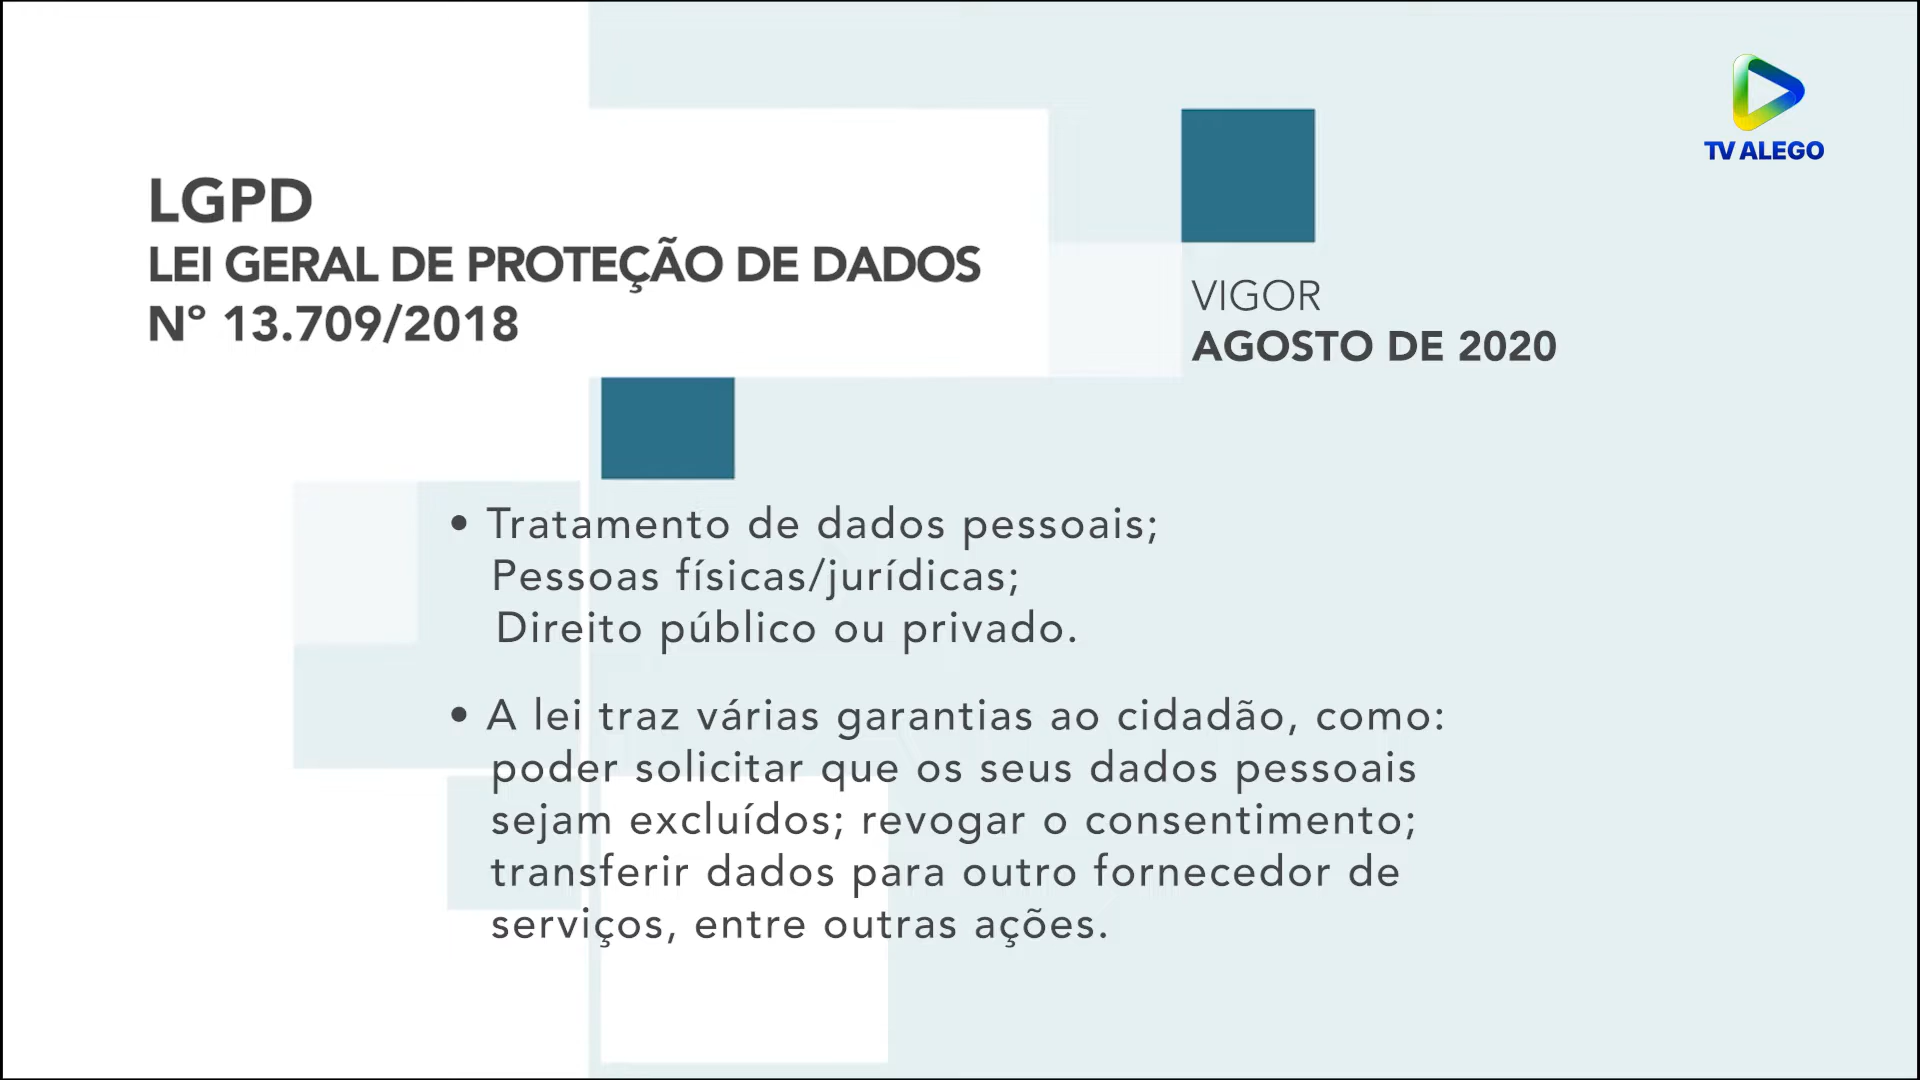 TV ALEGO
LGPD
LEI GERAL DE PROTEÇÃO DE DADOS
N° 13.709/2018
VIGOR
AGOSTO DE 2020
• Tratamento de dados pessoais;
Pessoas físicas/jurídicas;
Direito público ou privado.
• A lei traz várias garantias ao cidadão, como:
poder solicitar que os seus dados pessoais
sejam excluídos; revogar o consentimento;
transferir dados para outro fornecedor de
serviços, entre outras ações.